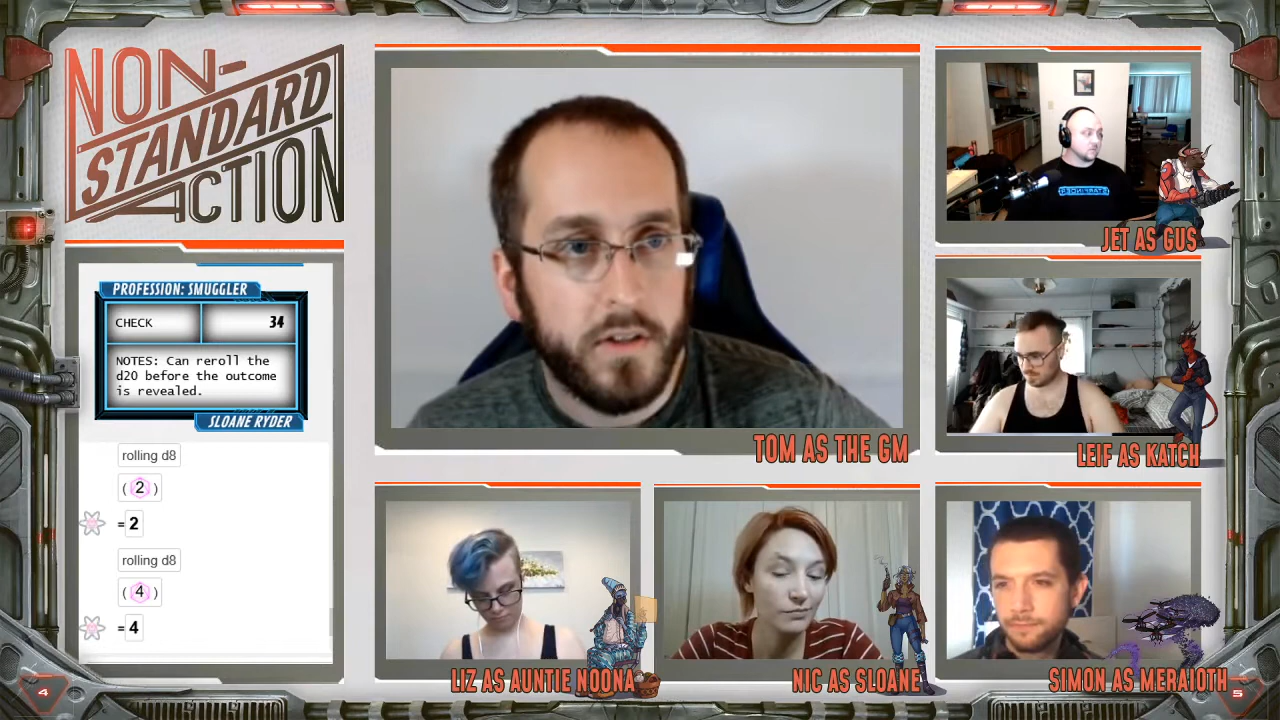 NON-
STANDARD
ACTION
PROFESSION: SMUGGLER
CHECK 34
NOTES: Can reroll the
d20 before the outcome
is revealed.
SLOANE RYDER
rolling d8
(2)
=2
rolling d8
(4)
=4
TOM AS THE GM
JET AS GUS
LEIF AS KATCH
LIZ AS AUNTIE NOONA
NIC AS SLOANE
SIMON AS MERAIOTH
4
5